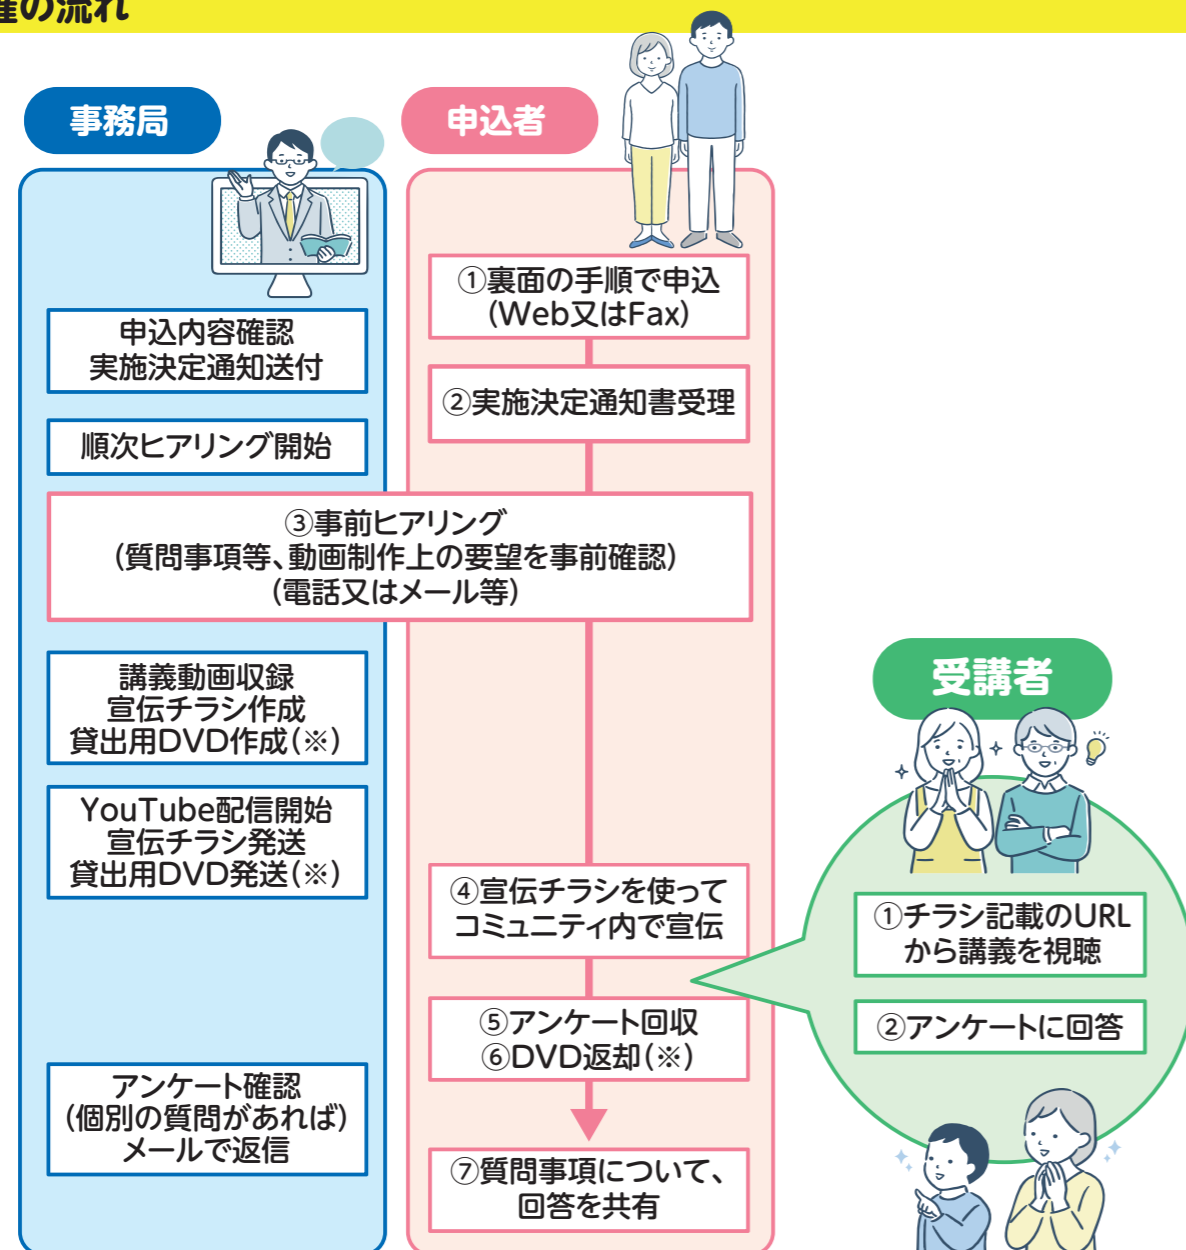 の流れ
事務局
申込者
①裏面の手順で申込
(Web又はFax)
申込内容確認
実施決定通知送付
②実施決定通知書受理
順次ヒアリング開始
③事前ヒアリング
(質問事項等、動画制作上の要望を事前確認)
(電話又はメール等)
講義動画収録
宣伝チラシ作成
貸出用DVD作成(※)
YouTube配信開始
宣伝チラシ発送
貸出用DVD発送(※)
④宣伝チラシを使って
コミュニティ内で宣伝
⑤アンケート回収
⑥DVD返却(※)
アンケート確認
(個別の質問があれば)
メールで返信
⑦質問事項について、
回答を共有
受講者
①チラシ記載のURL
から講義を視聴
②アンケートに回答